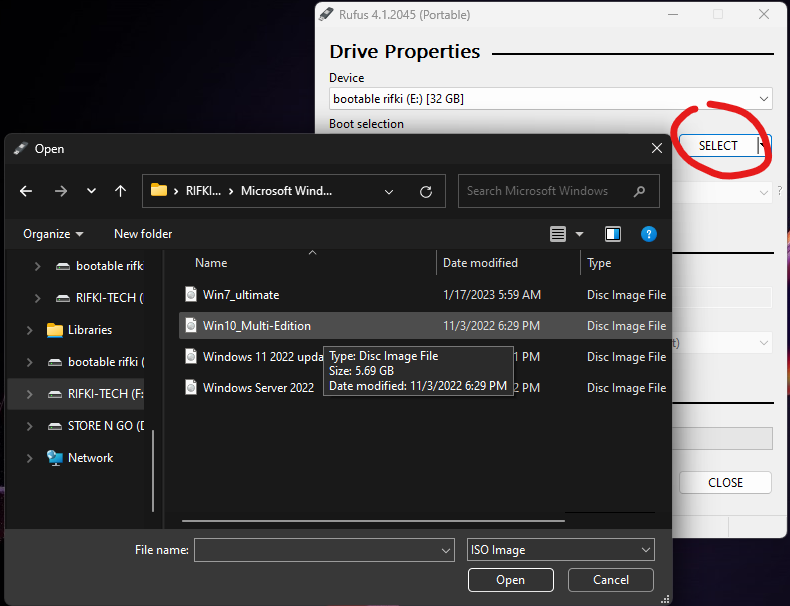 Rufus 4.1.2045 (Portable)
Drive Properties
Device
bootable rifki (E:) [32 GB]
Boot selection
SELECT
?
t)
CLOSE
Open
RIFKI... › Microsoft Wind...
Search Microsoft Windows
Organize
New folder
?
Name
Date modified
Type
bootable rifk
RIFKI-TECH (
Libraries
bootable rifki (
RIFKI-TECH (F:
STORE N GO (D
Network
Win7_ultimate 1/17/2023 5:59 AM Disc Image File
Win10_Multi-Edition 11/3/2022 6:29 PM Disc Image File
Windows 11 2022 upda 1 PM Disc Image File
Windows Server 2022 2 PM Disc Image File
Type: Disc Image File
Size: 5.69 GB
Date modified: 11/3/2022 6:29 PM
File name:
ISO Image
Open
Cancel